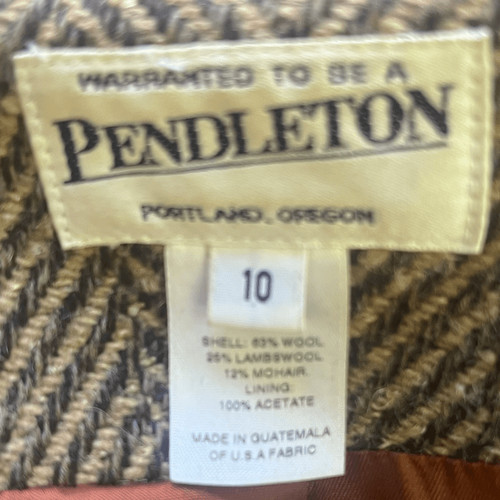 WARRANTED TO BE A
PENDLETON
PORTLAND, OREGON
10
SHELL: 63% WOOL
25% LAMBSWOOL
12% MOHAIR.
LINING:
100% ACETATE
MADE IN GUATEMALA
OF U.S.A FABRIC